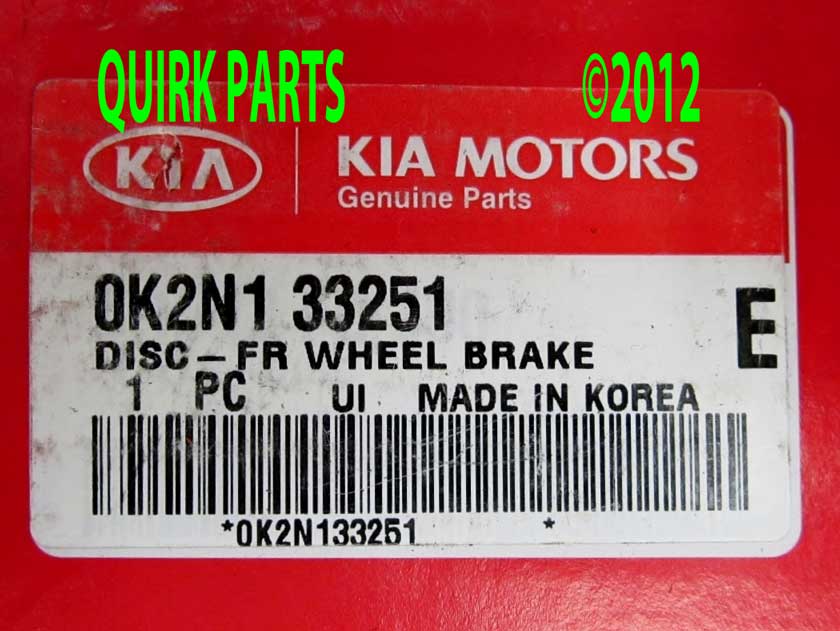 QUIRK PARTS ©2012
KIA KIA MOTORS
Genuine Parts
0K2N1 33251 E
DISC-FR WHEEL BRAKE
1 PC UI MADE IN KOREA
*0K2N133251 *